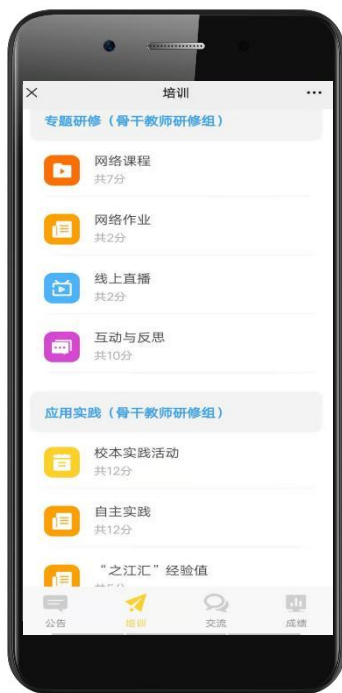 培训
专题研修（骨干教师研修组）
网络课程
共7分
网络作业
共2分
线上直播
共2分
互动与反思
共10分
应用实践（骨干教师研修组）
校本实践活动
共12分
自主实践
共12分
“之江汇”经验值
公告
培训
交流
成绩